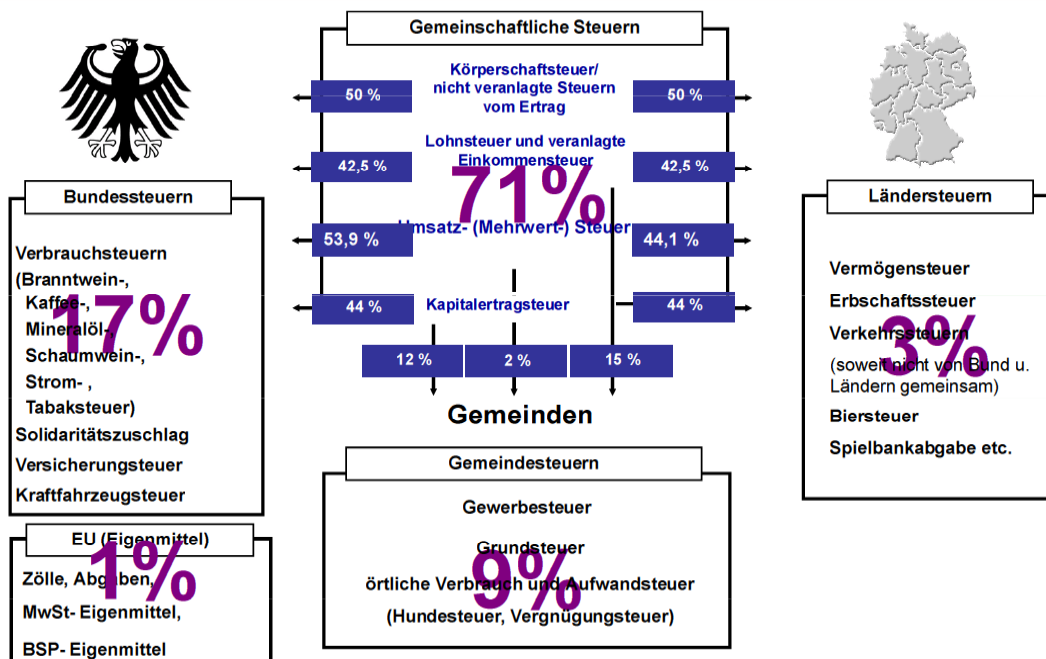 Gemeinschaftliche Steuern
Körperschaftsteuer/
nicht veranlagte Steuern
vom Ertrag
50 %
50 %
Lohnsteuer und veranlagte
Einkommensteuer
42,5 %
42,5 %
71%
Umsatz- (Mehrwert-) Steuer
53,9 %
44,1 %
Kapitalertragsteuer
44 %
44 %
12 %
2 %
15 %
Gemeinden
Bundessteuern
Verbrauchsteuern
(Branntwein-,
Kaffee-,
17%
Mineralöl-,
Schaumwein-,
Strom- ,
Tabaksteuer)
Solidaritätszuschlag
Versicherungsteuer
Kraftfahrzeugsteuer
Ländersteuern
Vermögensteuer
Erbschaftssteuer
Verkehrssteuern
3%
(soweit nicht von Bund u.
Ländern gemeinsam)
Biersteuer
Spielbankabgabe etc.
EU (Eigenmittel)
1%
Zölle, Abgaben,
MwSt- Eigenmittel,
BSP- Eigenmittel
Gemeindesteuern
Gewerbesteuer
Grundsteuer
9%
örtliche Verbrauch und Aufwandsteuer
(Hundesteuer, Vergnügungsteuer)